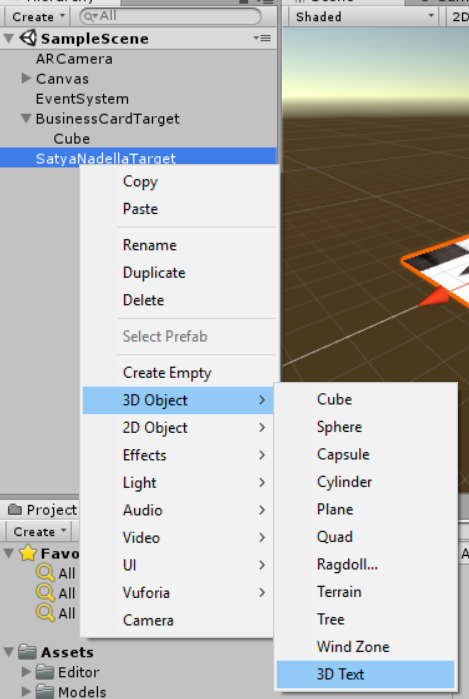 Create
All
Shaded
2D
SampleScene
ARCamera
Canvas
EventSystem
BusinessCardTarget
Cube
SatyaNadellaTarget
Copy
Paste
Rename
Duplicate
Delete
Select Prefab
Create Empty
3D Object
2D Object
Effects
Light
Audio
Video
UI
Vuforia
Camera
Cube
Sphere
Capsule
Cylinder
Plane
Quad
Ragdoll...
Terrain
Tree
Wind Zone
3D Text
Project
Create
Favo
All
All
All
Assets
Editor
Models